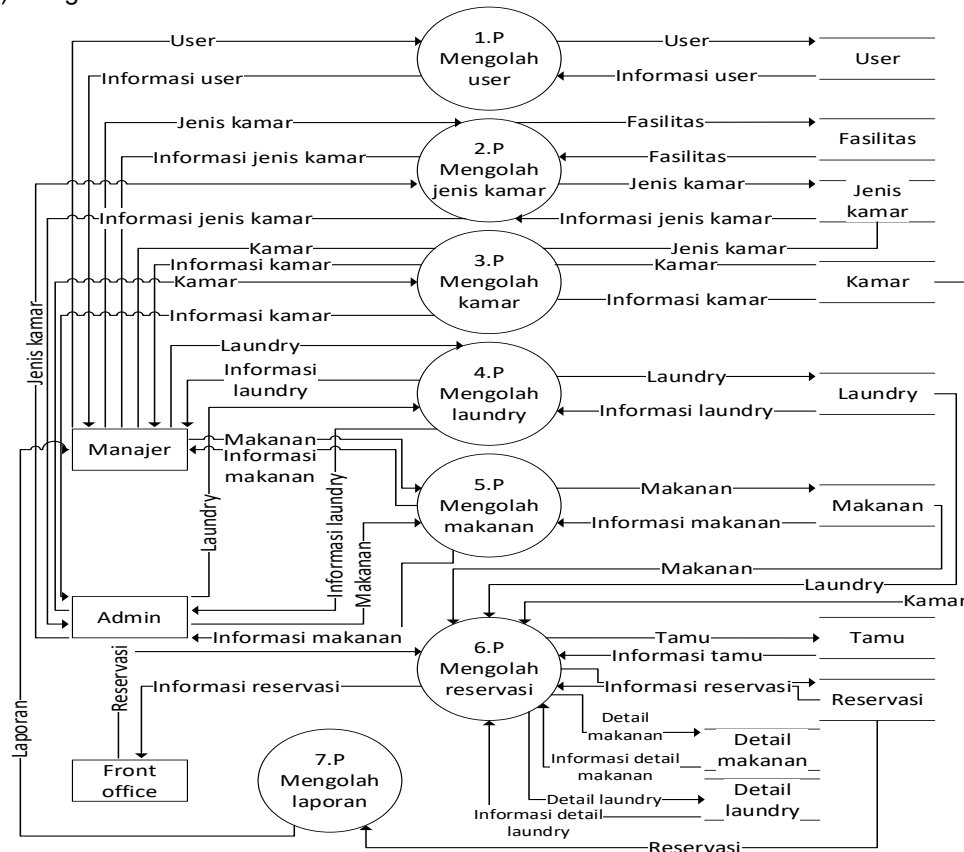 User
1.P
Mengolah
user
User
User
Informasi user
Informasi user
Jenis kamar
2.P
Mengolah
jenis kamar
Fasilitas
Fasilitas
Informasi jenis kamar
Fasilitas
Jenis kamar
Jenis
kamar
Informasi jenis kamar
Informasi jenis kamar
Kamar
3.P
Mengolah
kamar
Jenis kamar
Informasi kamar
Kamar
Kamar
Kamar
Informasi kamar
Informasi kamar
Jenis kamar
Laundry
4.P
Mengolah
laundry
Informasi
laundry
Laundry
Laundry
Informasi laundry
Manajer
Makanan
Informasi
makanan
Laundry
Informasi laundry
Makanan
5.P
Mengolah
makanan
Makanan
Makanan
Informasi makanan
Makanan
Laundry
Kamar
Admin
Informasi makanan
6.P
Mengolah
reservasi
Tamu
Tamu
Informasi tamu
Reservasi
Informasi reservasi
Informasi reservasi
Reservasi
Laporan
Front
office
7.P
Mengolah
laporan
Detail
makanan
Detail
makanan
Informasi detail
makanan
Detail laundry
Detail
laundry
Informasi detail
laundry
Reservasi